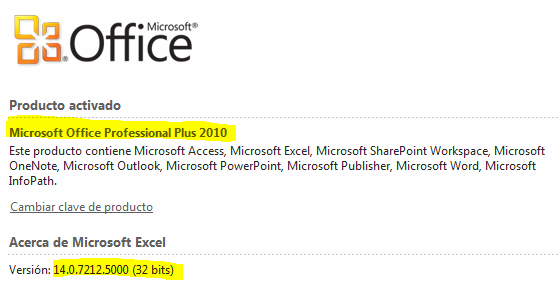 Microsoft®
Office
Producto activado
Microsoft Office Professional Plus 2010
Este producto contiene Microsoft Access, Microsoft Excel, Microsoft SharePoint Workspace, Microsoft
OneNote, Microsoft Outlook, Microsoft PowerPoint, Microsoft Publisher, Microsoft Word, Microsoft
InfoPath.
Cambiar clave de producto
Acerca de Microsoft Excel
Versión: 14.0.7212.5000 (32 bits)